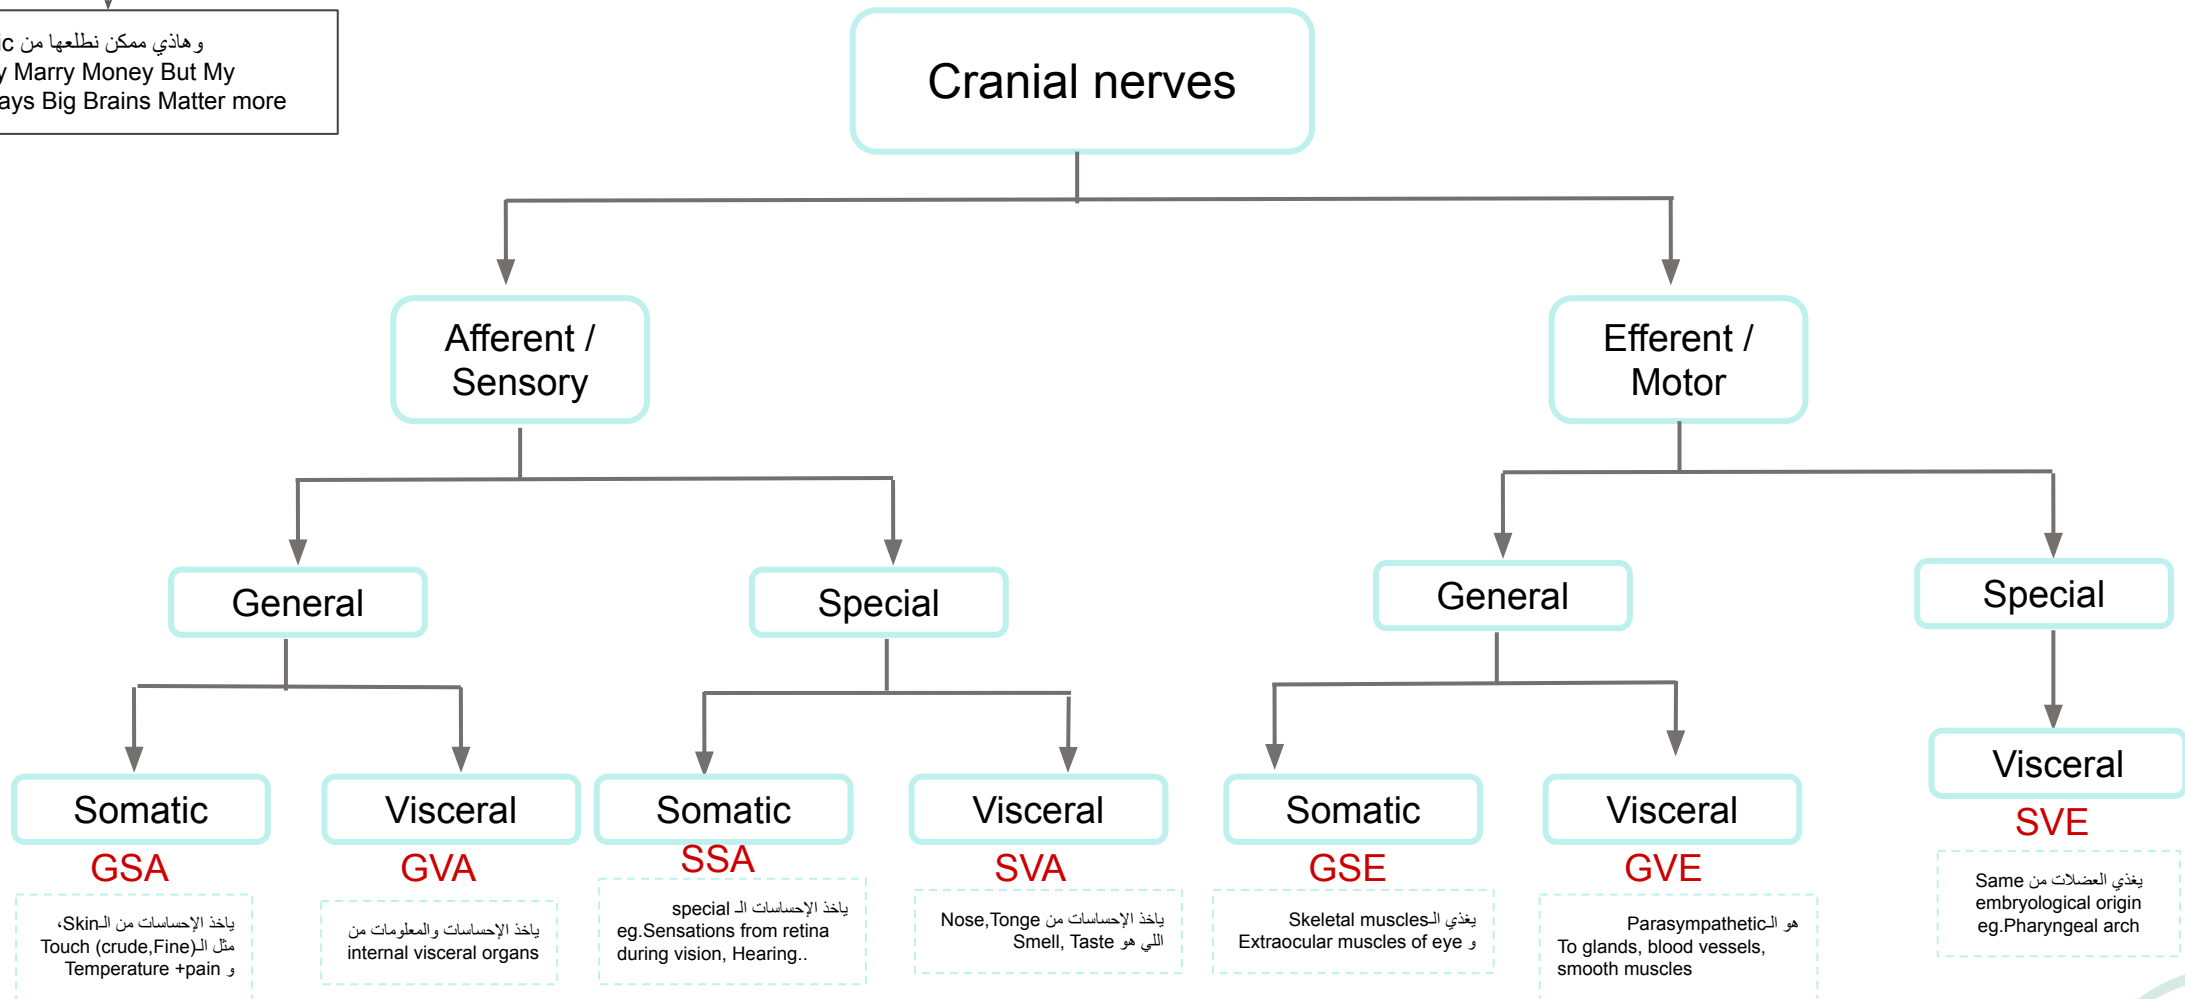 وهاذي ممكن نطلعها من
Marry Money But My
Big Brains Matter more
Cranial nerves
Afferent /
Sensory
Efferent /
Motor
General
Special
General
Special
Somatic
GSA
ياخذ الإحساسات من الـSkin،
مثل الـTouch (crude,Fine)
و Temperature +pain
Visceral
GVA
ياخذ الإحساسات والمعلومات من
internal visceral organs
Somatic
SSA
ياخذ الإحساسات الـ special
eg.Sensations from retina
during vision, Hearing..
Visceral
SVA
ياخذ الإحساسات من Nose,Tonge
اللي هو Smell, Taste
Somatic
GSE
يغذي الـSkeletal muscles
و Extraocular muscles of eye
Visceral
GVE
هو الـParasympathetic
To glands, blood vessels,
smooth muscles
Visceral
SVE
يغذي العضلات من Same
embryological origin
eg.Pharyngeal arch